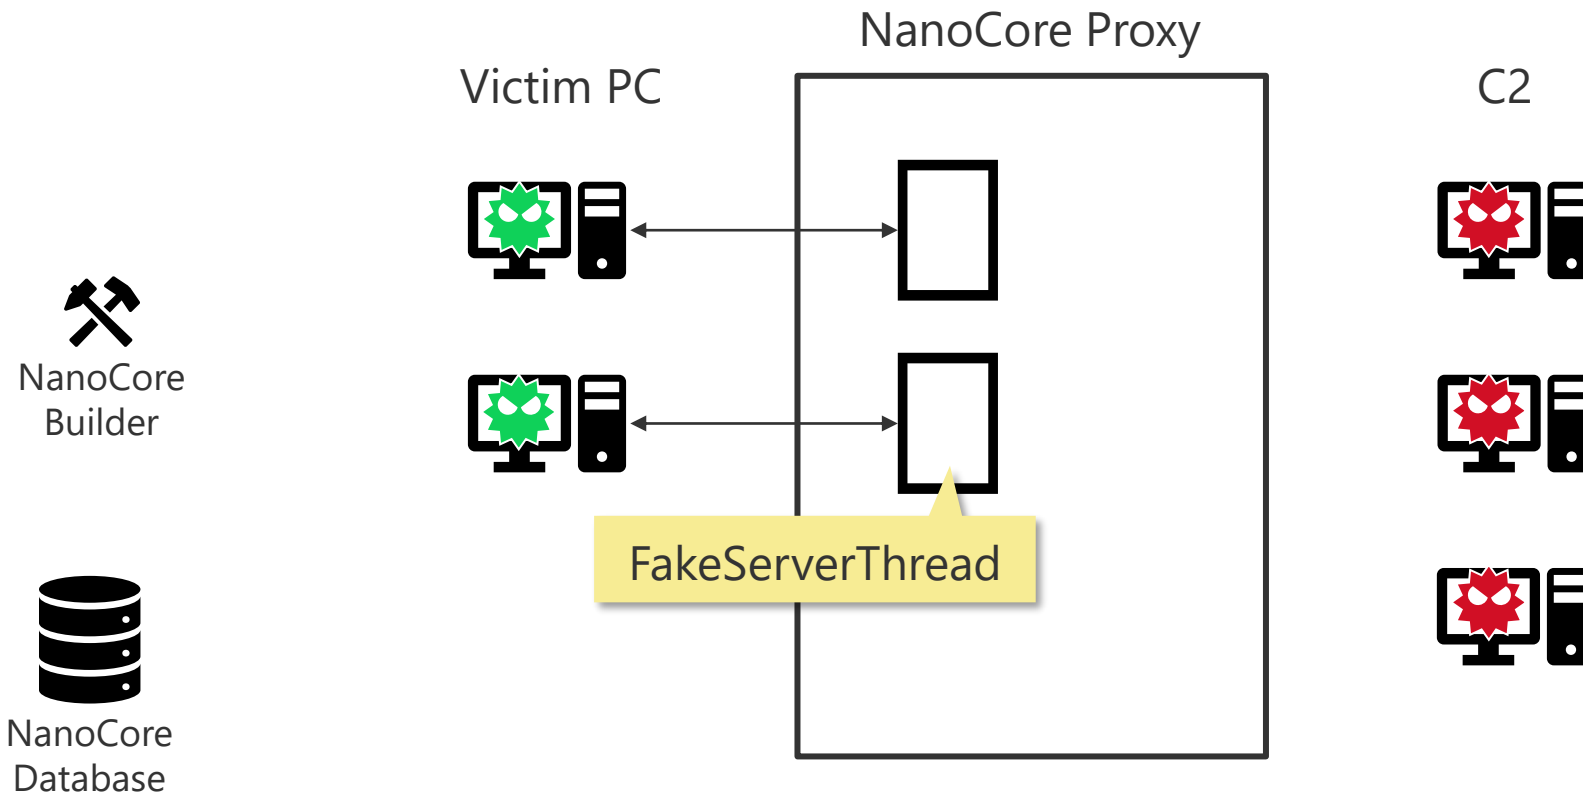 NanoCore Proxy
Victim PC
C2
NanoCore
Builder
FakeServerThread
NanoCore
Database